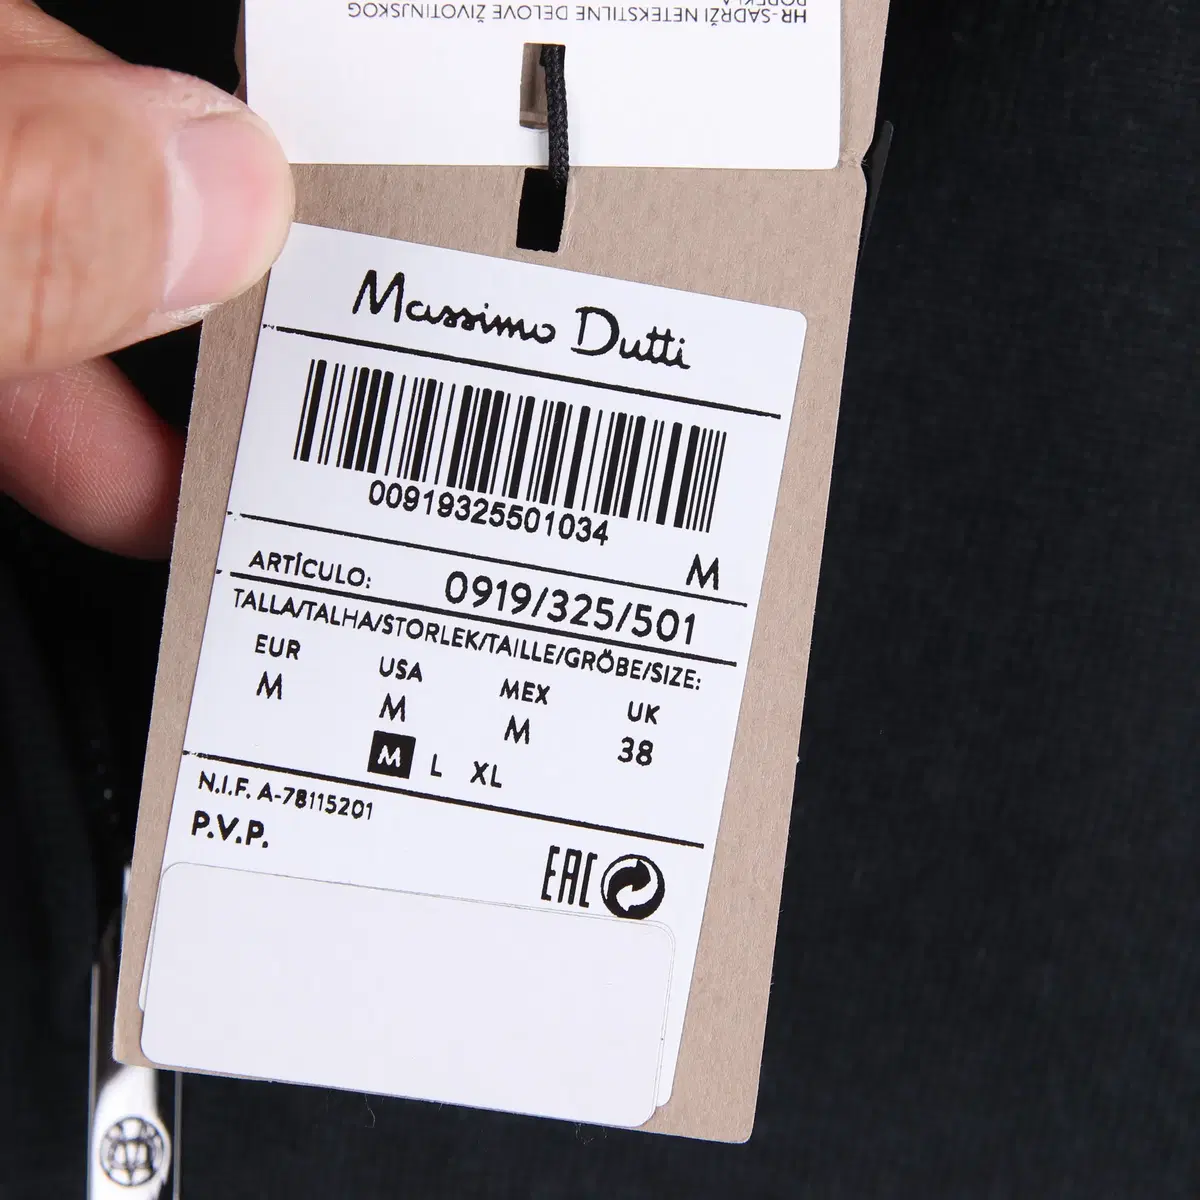 HR-SADRŽI NETEKSTILNE DELOVE ŽIVOTINJSKOG
POREKLA
Massimo Dutti
00919325501034
M
ARTÍCULO: 0919/325/501
TALLA/TALHA/STORLEK/TAILLE/GRÖBE/SIZE:
EUR USA MEX UK
M M M 38
M L XL
N.I.F. A-78115201
P.V.P.
EAC